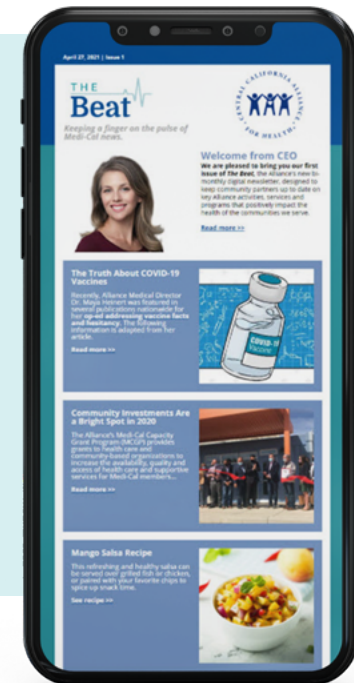 April 27, 2021 | Issue 1
THE
Beat
Keeping a finger on the pulse of
Medi-Cal news.
CENTRAL CALIFORNIA ALLIANCE
FOR HEALTH
Welcome from CEO
We are pleased to bring you our first
issue of The Beat, the Alliance's new bi-
monthly digital newsletter, designed to
keep community partners up to date on
key Alliance activities, services and
programs that positively impact the
health of the communities we serve.
Read more >>
The Truth About COVID-19
Vaccines
Recently, Alliance Medical Director
Dr. Maya Heinert was featured in
several publications nationwide for
her op-ed addressing vaccine facts
and hesitancy. The following
information is adapted from her
article.
Read more >>
COVID-19
Vaccine
Community Investments Are
a Bright Spot in 2020
The Alliance's Medi-Cal Capacity
Grant Program (MCGP) provides
grants to health care and
community-based organizations to
increase the availability, quality and
access of health care and supportive
services for Medi-Cal members...
Read more >>
Mango Salsa Recipe
This refreshing and healthy salsa can
be served over grilled fish or chicken,
or paired with your favorite chips to
spice up snack time.
See recipe >>